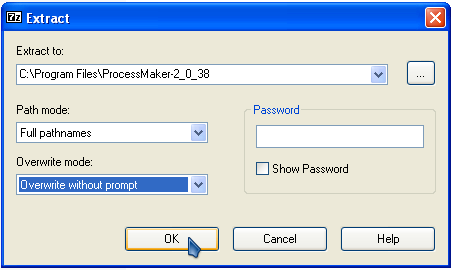 7z Extract
Extract to:
C:\Program Files\ProcessMaker-2_0_38
...
Path mode:
Full pathnames
Password
Overwrite mode:
Overwrite without prompt
Show Password
OK
Cancel
Help